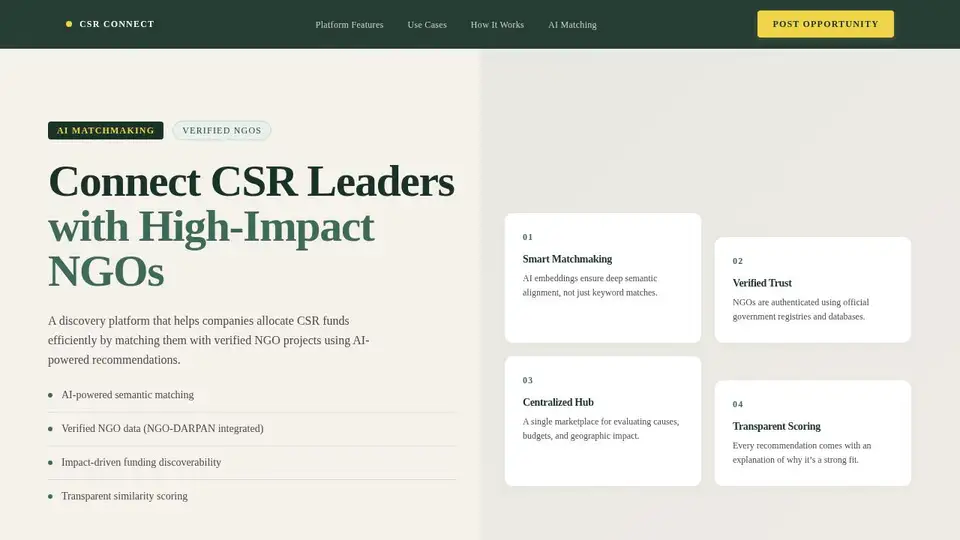 CSR CONNECT
Platform Features
Use Cases
How It Works
AI Matching
POST OPPORTUNITY
AI MATCHMAKING
VERIFIED NGOS
Connect CSR Leaders
with High-Impact
NGOs
A discovery platform that helps companies allocate CSR funds
efficiently by matching them with verified NGO projects using AI-
powered recommendations.
AI-powered semantic matching
Verified NGO data (NGO-DARPAN integrated)
Impact-driven funding discoverability
Transparent similarity scoring
01
Smart Matchmaking
AI embeddings ensure deep semantic
alignment, not just keyword matches.
02
Verified Trust
NGOs are authenticated using official
government registries and databases.
03
Centralized Hub
A single marketplace for evaluating causes,
budgets, and geographic impact.
04
Transparent Scoring
Every recommendation comes with an
explanation of why it’s a strong fit.